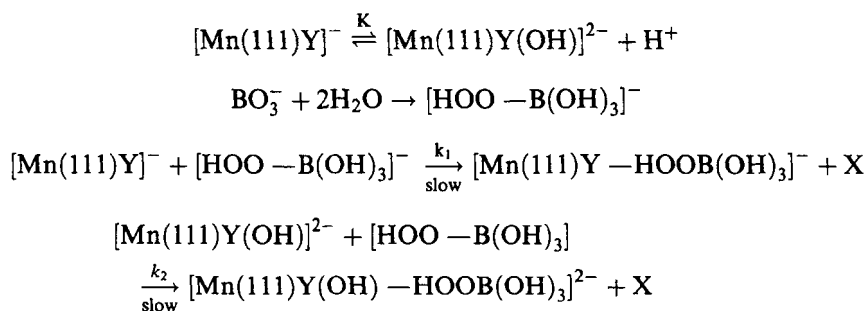 [Mn(111)Y]⁻ ⇌ᴷ [Mn(111)Y(OH)]²⁻ + H⁺
BO₃⁻ + 2H₂O → [HOO — B(OH)₃]⁻
[Mn(111)Y]⁻ + [HOO — B(OH)₃]⁻ —k₁/slow→ [Mn(111)Y — HOOB(OH)₃]⁻ + X
[Mn(111)Y(OH)]²⁻ + [HOO — B(OH)₃]
—k₂/slow→ [Mn(111)Y(OH) — HOOB(OH)₃]²⁻ + X